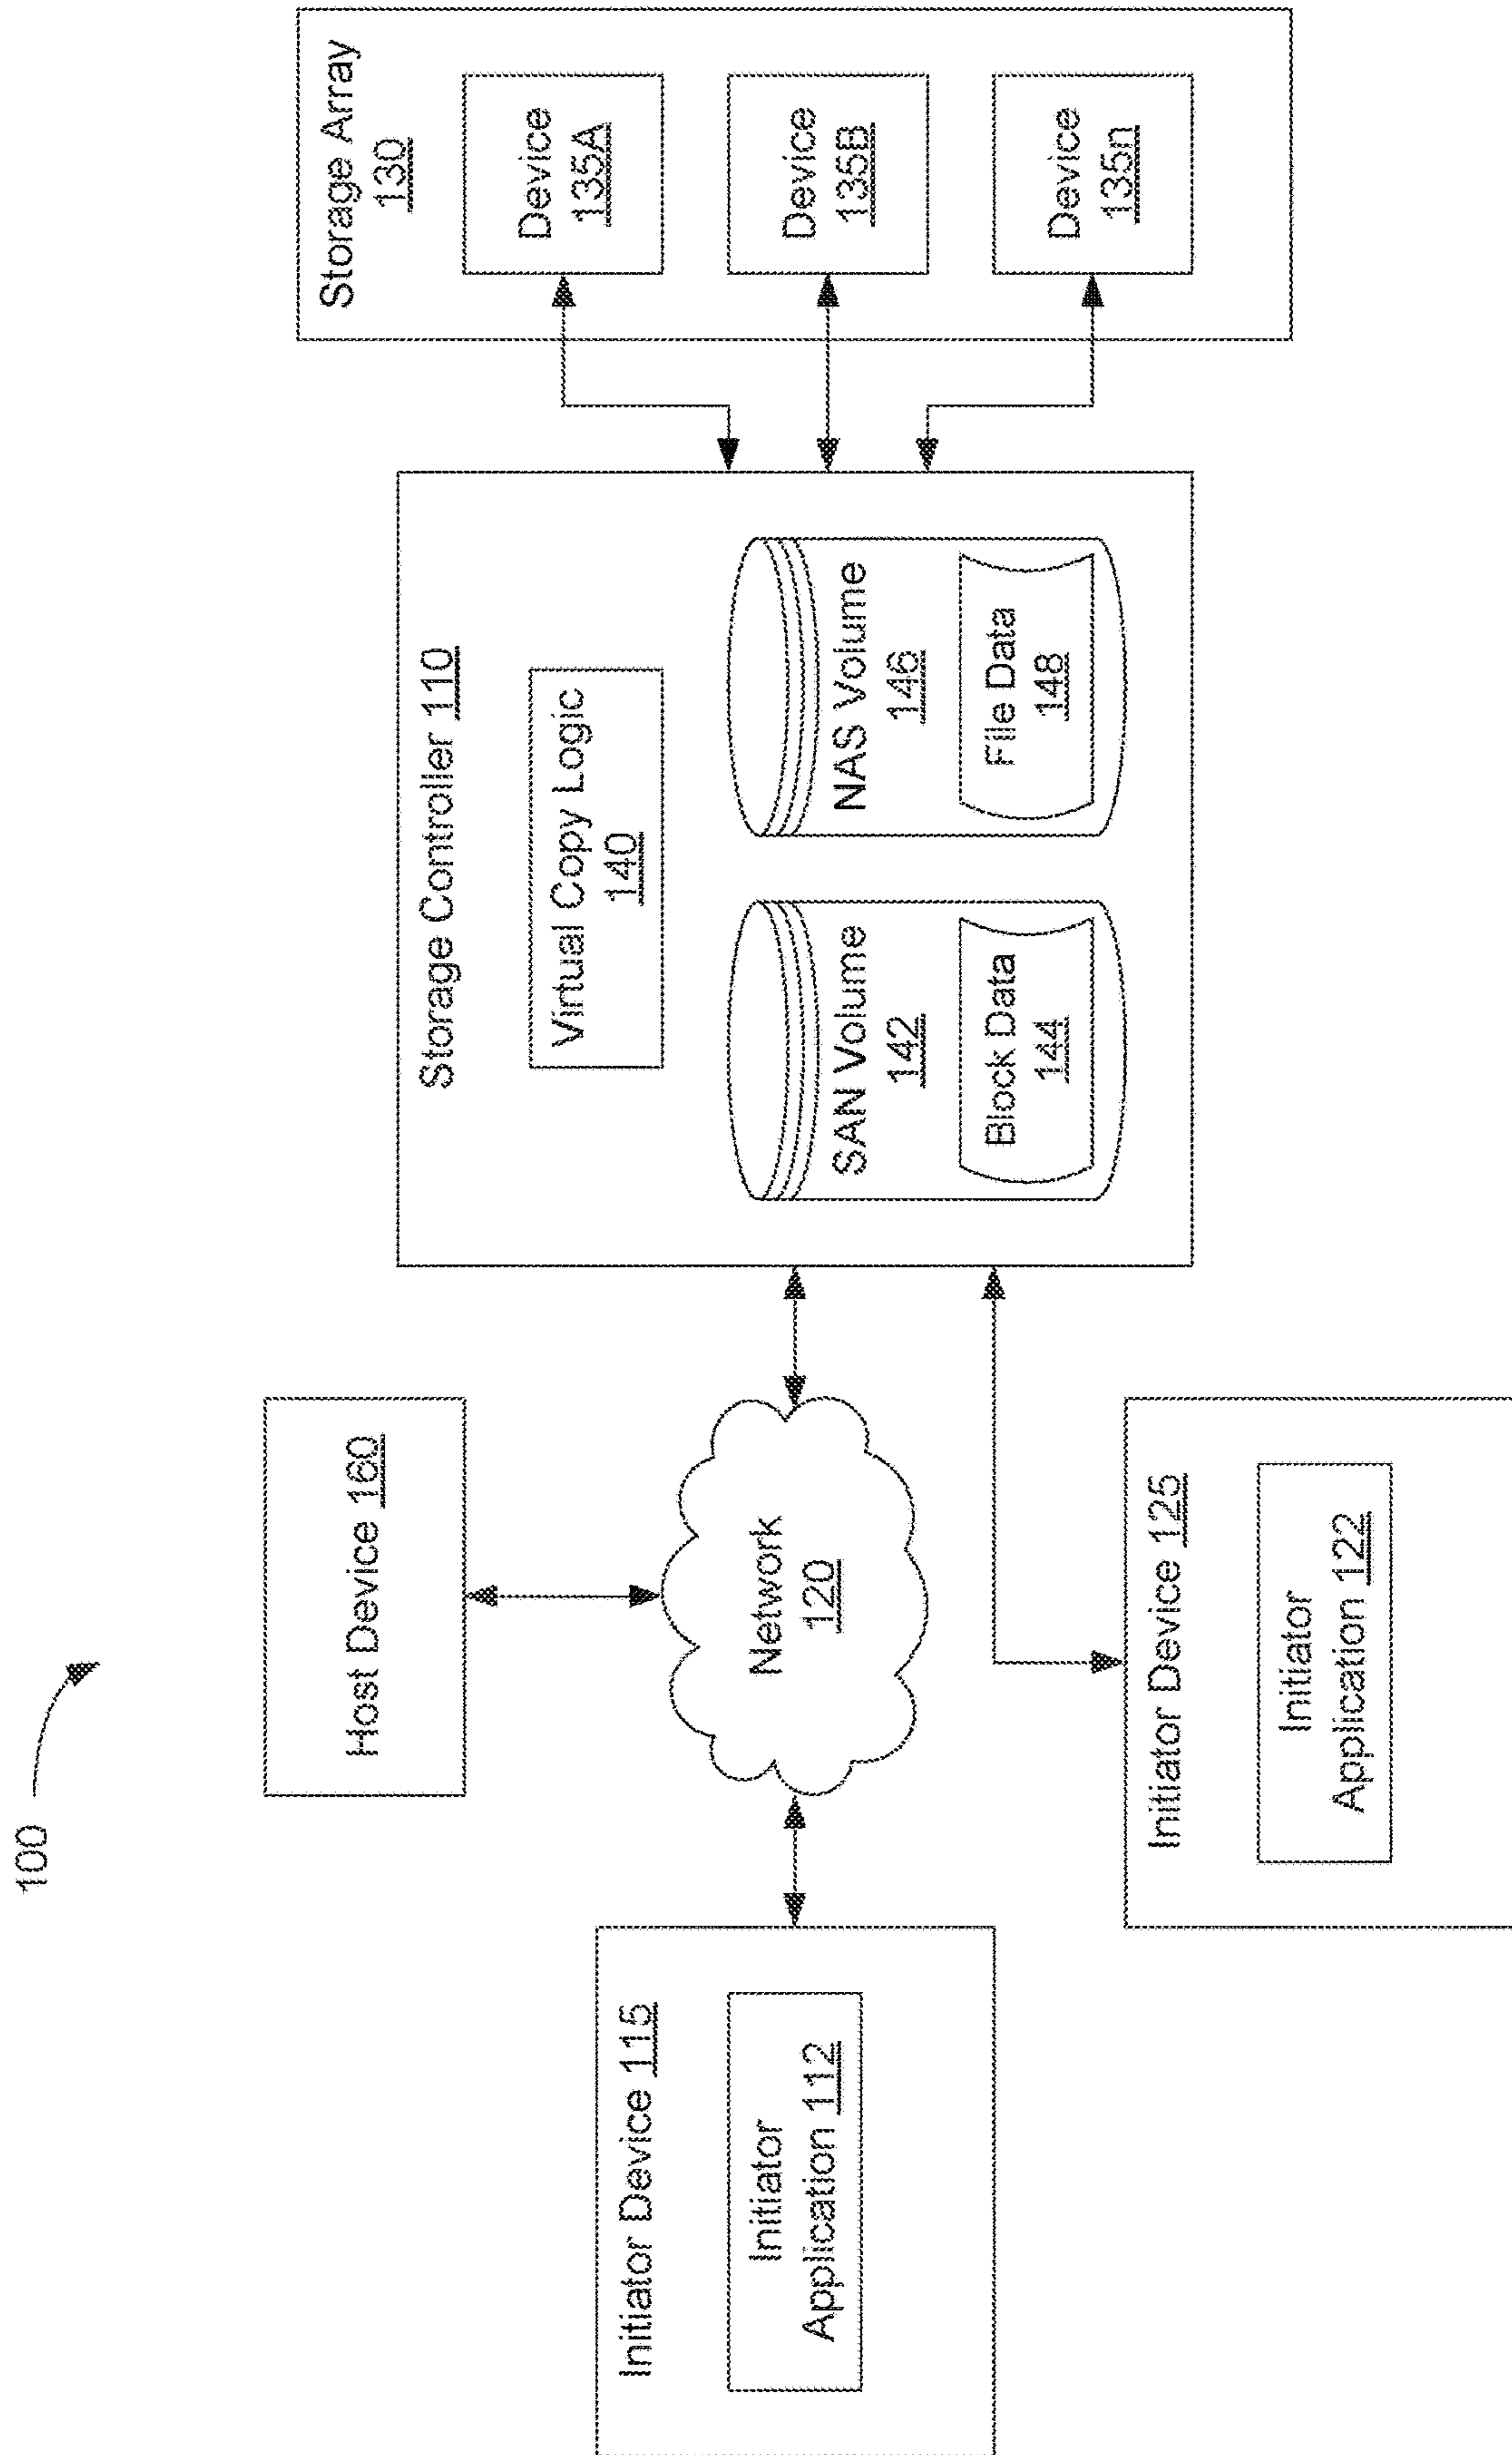 100
Host Device 160
Initiator Device 115
Initiator
Application 112
Network
120
Initiator Device 125
Initiator
Application 122
Storage Controller 110
Virtual Copy Logic
140
SAN Volume
142
Block Data
144
NAS Volume
146
File Data
148
Storage Array
130
Device
135A
Device
135B
Device
135n